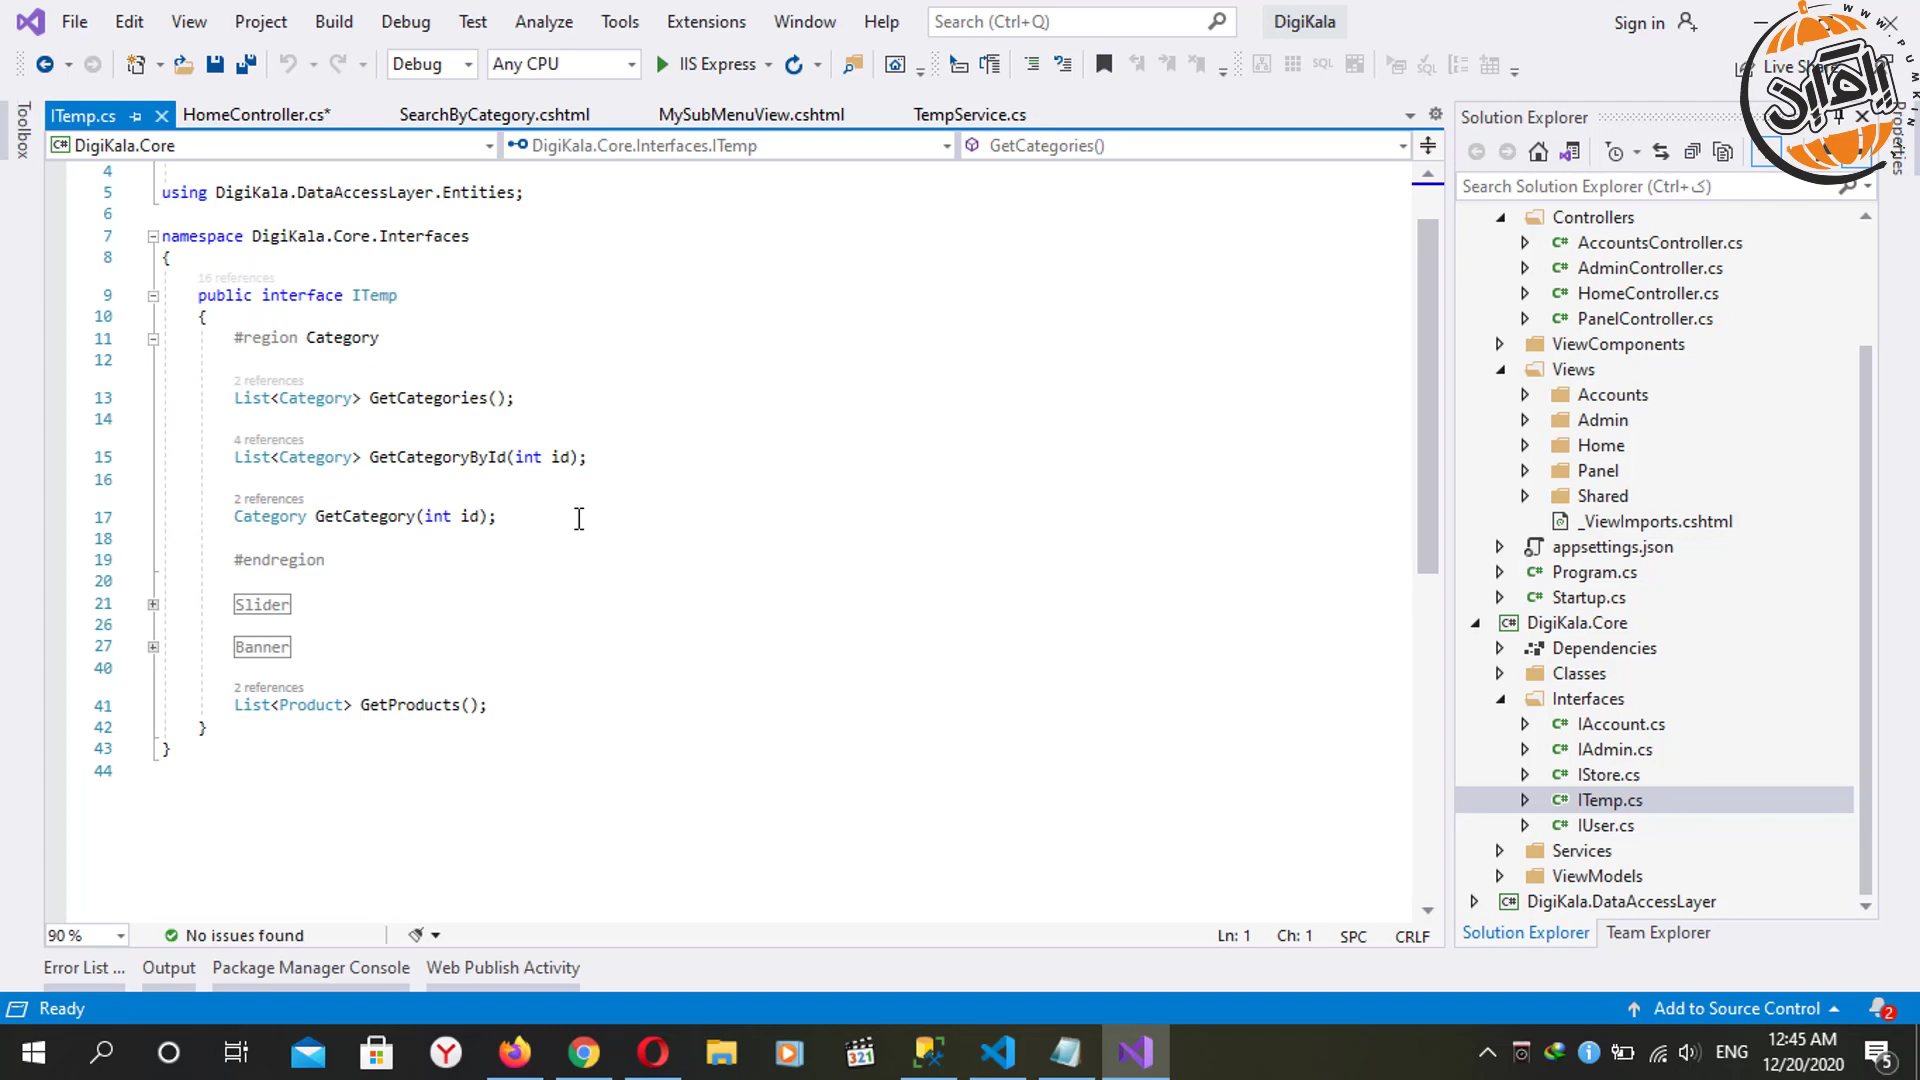 File Edit View Project Build Debug Test Analyze Tools Extensions Window Help Search (Ctrl+Q) DigiKala Sign in
Debug Any CPU IIS Express Live Share
Toolbox
ITemp.cs HomeController.cs* SearchByCategory.cshtml MySubMenuView.cshtml TempService.cs
DigiKala.Core DigiKala.Core.Interfaces.ITemp GetCategories()
4
5 using DigiKala.DataAccessLayer.Entities;
6
7 namespace DigiKala.Core.Interfaces
8 {
16 references
9 public interface ITemp
10 {
11 #region Category
12
2 references
13 List<Category> GetCategories();
14
4 references
15 List<Category> GetCategoryById(int id);
16
2 references
17 Category GetCategory(int id);
18
19 #endregion
20
21 Slider
26
27 Banner
40
2 references
41 List<Product> GetProducts();
42 }
43 }
44
90 % No issues found Ln: 1 Ch: 1 SPC CRLF
Error List ... Output Package Manager Console Web Publish Activity
Solution Explorer
Search Solution Explorer (Ctrl+ک)
Controllers
AccountsController.cs
AdminController.cs
HomeController.cs
PanelController.cs
ViewComponents
Views
Accounts
Admin
Home
Panel
Shared
_ViewImports.cshtml
appsettings.json
Program.cs
Startup.cs
DigiKala.Core
Dependencies
Classes
Interfaces
IAccount.cs
IAdmin.cs
IStore.cs
ITemp.cs
IUser.cs
Services
ViewModels
DigiKala.DataAccessLayer
Solution Explorer Team Explorer
Properties
Ready Add to Source Control 2
321 ENG 12:45 AM
12/20/2020 5